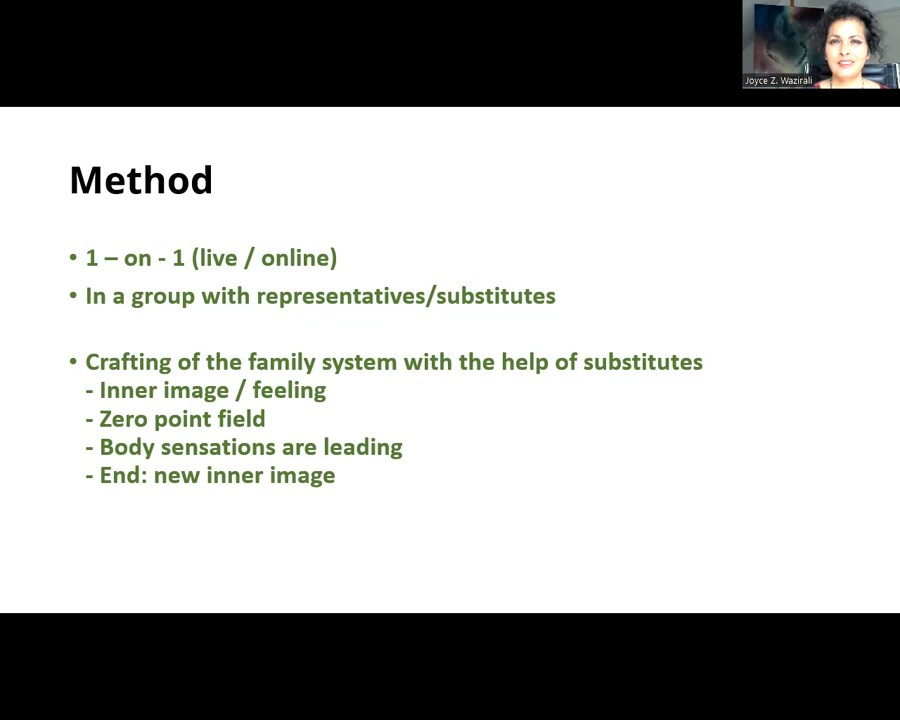 Joyce Z. Wazirali
Method
• 1 – on - 1 (live / online)
• In a group with representatives/substitutes
• Crafting of the family system with the help of substitutes
- Inner image / feeling
- Zero point field
- Body sensations are leading
- End: new inner image